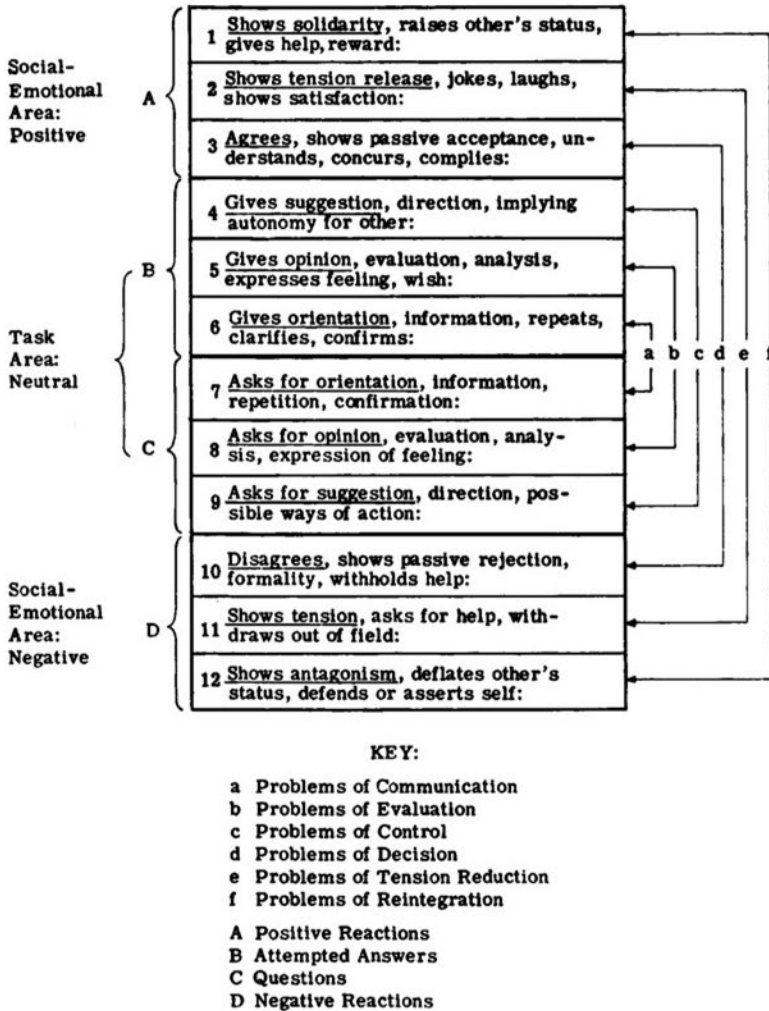 1 Shows solidarity, raises other's status,
gives help, reward:
Social-
Emotional
Area:
Positive
A
2 Shows tension release, jokes, laughs,
shows satisfaction:
3 Agrees, shows passive acceptance, un-
derstands, concurs, complies:
4 Gives suggestion, direction, implying
autonomy for other:
B
5 Gives opinion, evaluation, analysis,
expresses feeling, wish:
6 Gives orientation, information, repeats,
clarifies, confirms:
Task
Area:
Neutral
a b c d e f
7 Asks for orientation, information,
repetition, confirmation:
C
8 Asks for opinion, evaluation, analy-
sis, expression of feeling:
9 Asks for suggestion, direction, pos-
sible ways of action:
10 Disagrees, shows passive rejection,
formality, withholds help:
Social-
Emotional
Area:
Negative
D
11 Shows tension, asks for help, with-
draws out of field:
12 Shows antagonism, deflates other's
status, defends or asserts self:
KEY:
a Problems of Communication
b Problems of Evaluation
c Problems of Control
d Problems of Decision
e Problems of Tension Reduction
f Problems of Reintegration
A Positive Reactions
B Attempted Answers
C Questions
D Negative Reactions